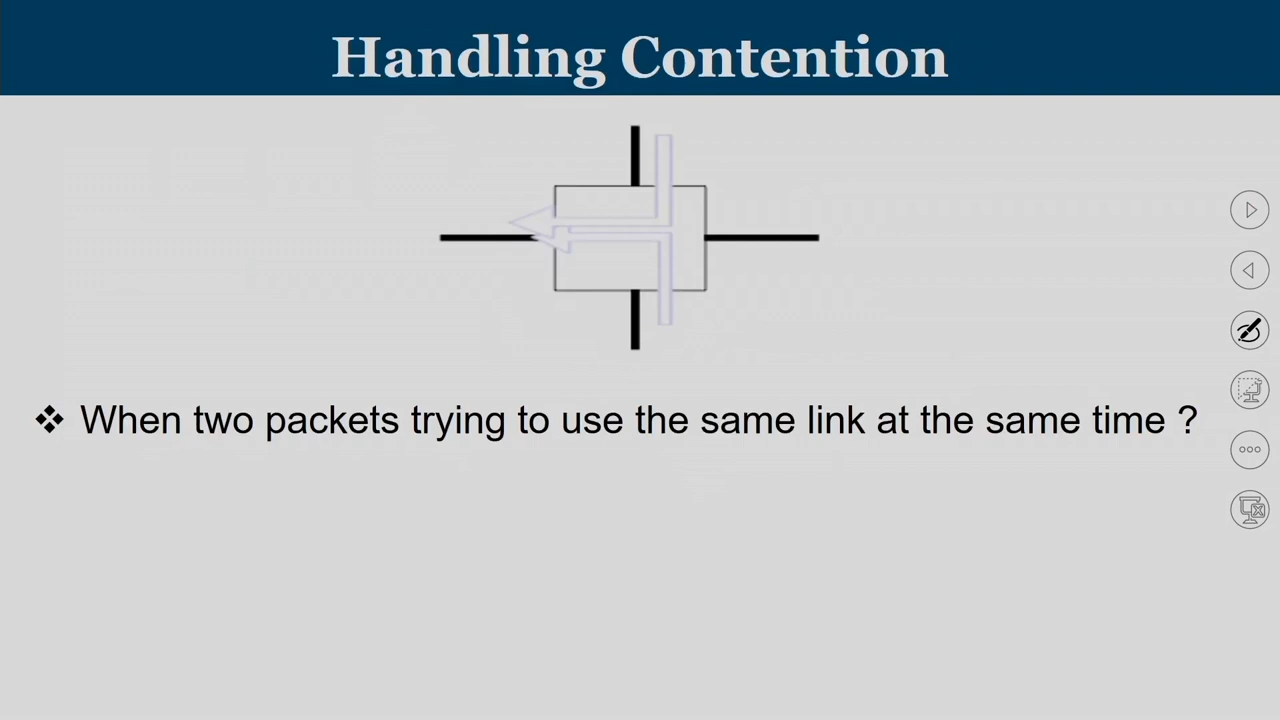 Handling Contention
❖ When two packets trying to use the same link at the same time ?